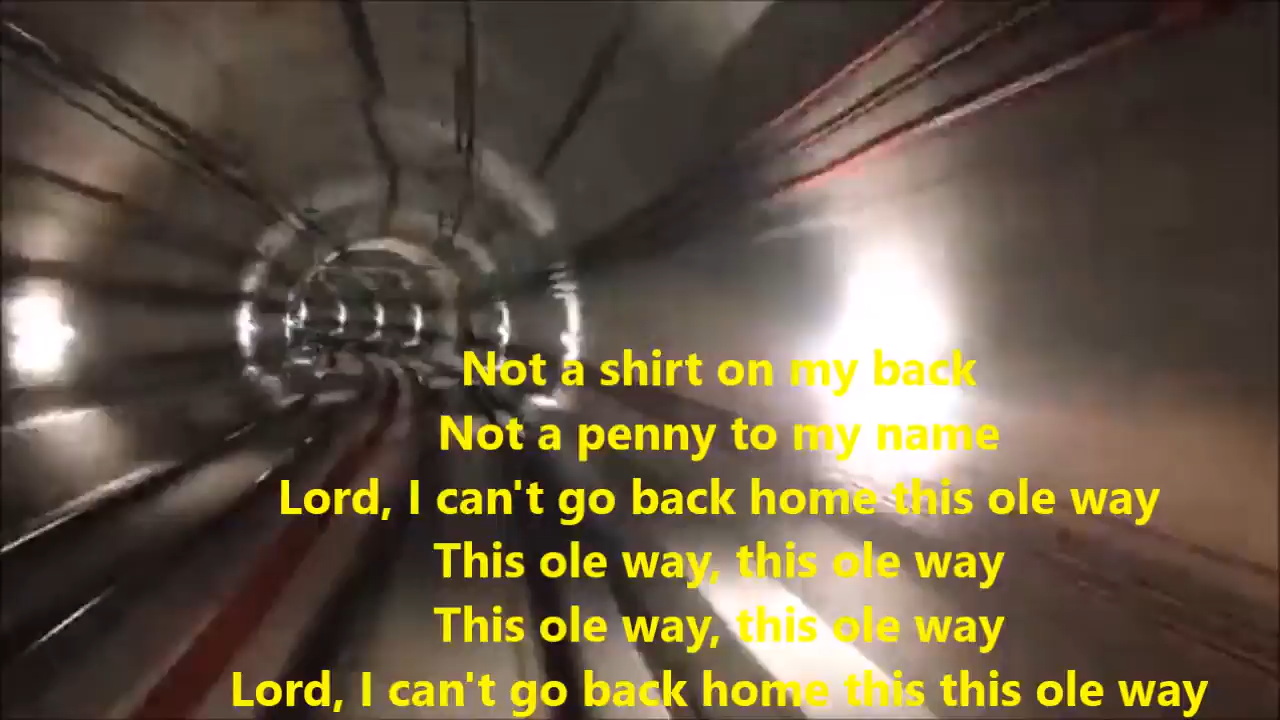 Not a shirt on my back
Not a penny to my name
Lord, I can't go back home this ole way
This ole way, this ole way
This ole way, this ole way
Lord, I can't go back home this this ole way